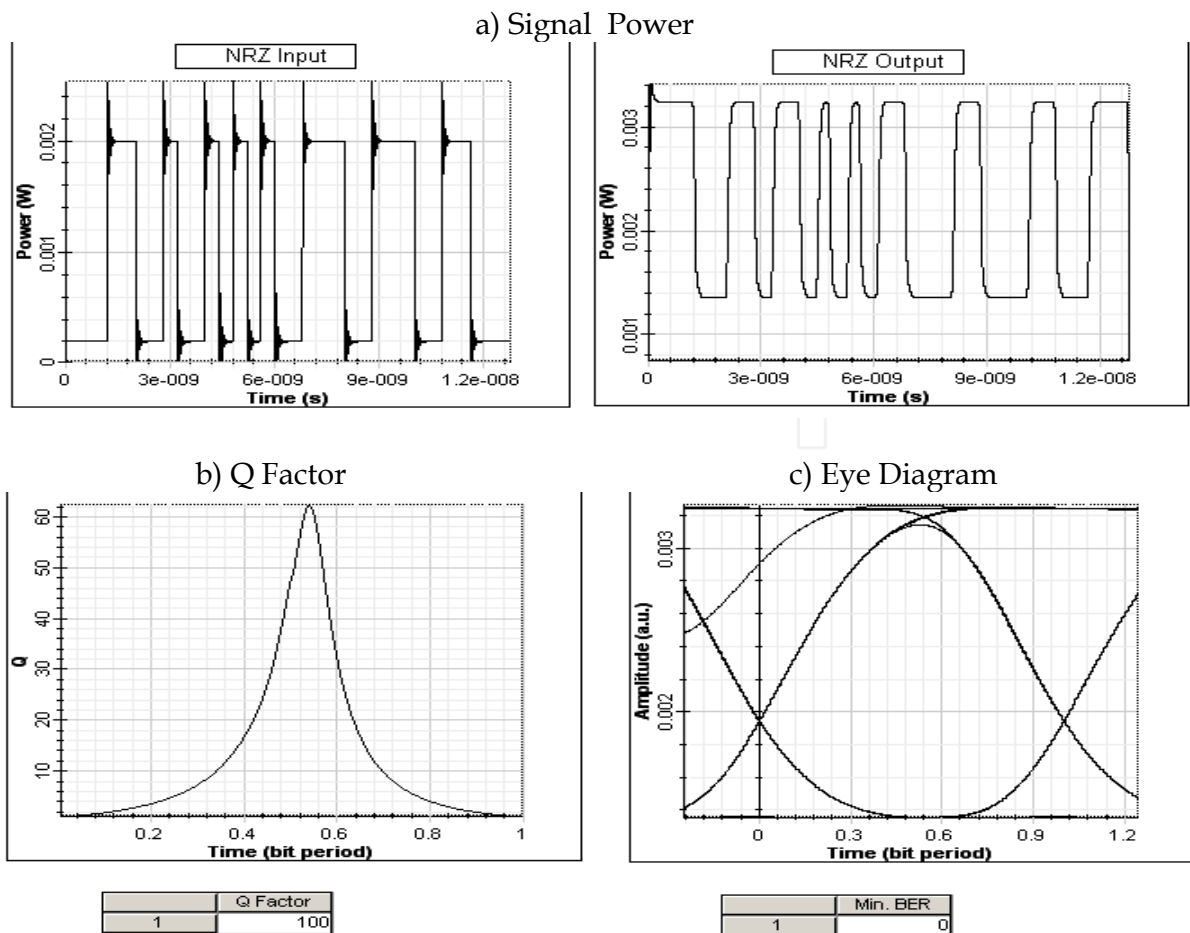 a) Signal Power
NRZ Input
Power (W)
0.002
0.001
0
0 3e-009 6e-009 9e-009 1.2e-008
Time (s)
NRZ Output
Power (W)
0.003
0.002
0.001
0 3e-009 6e-009 9e-009 1.2e-008
Time (s)
b) Q Factor
Q
60
50
40
30
20
10
0.2 0.4 0.6 0.8 1
Time (bit period)
Q Factor
1 100
c) Eye Diagram
Amplitude (a.u.)
0.003
0.002
0 0.3 0.6 0.9 1.2
Time (bit period)
Min. BER
1 0